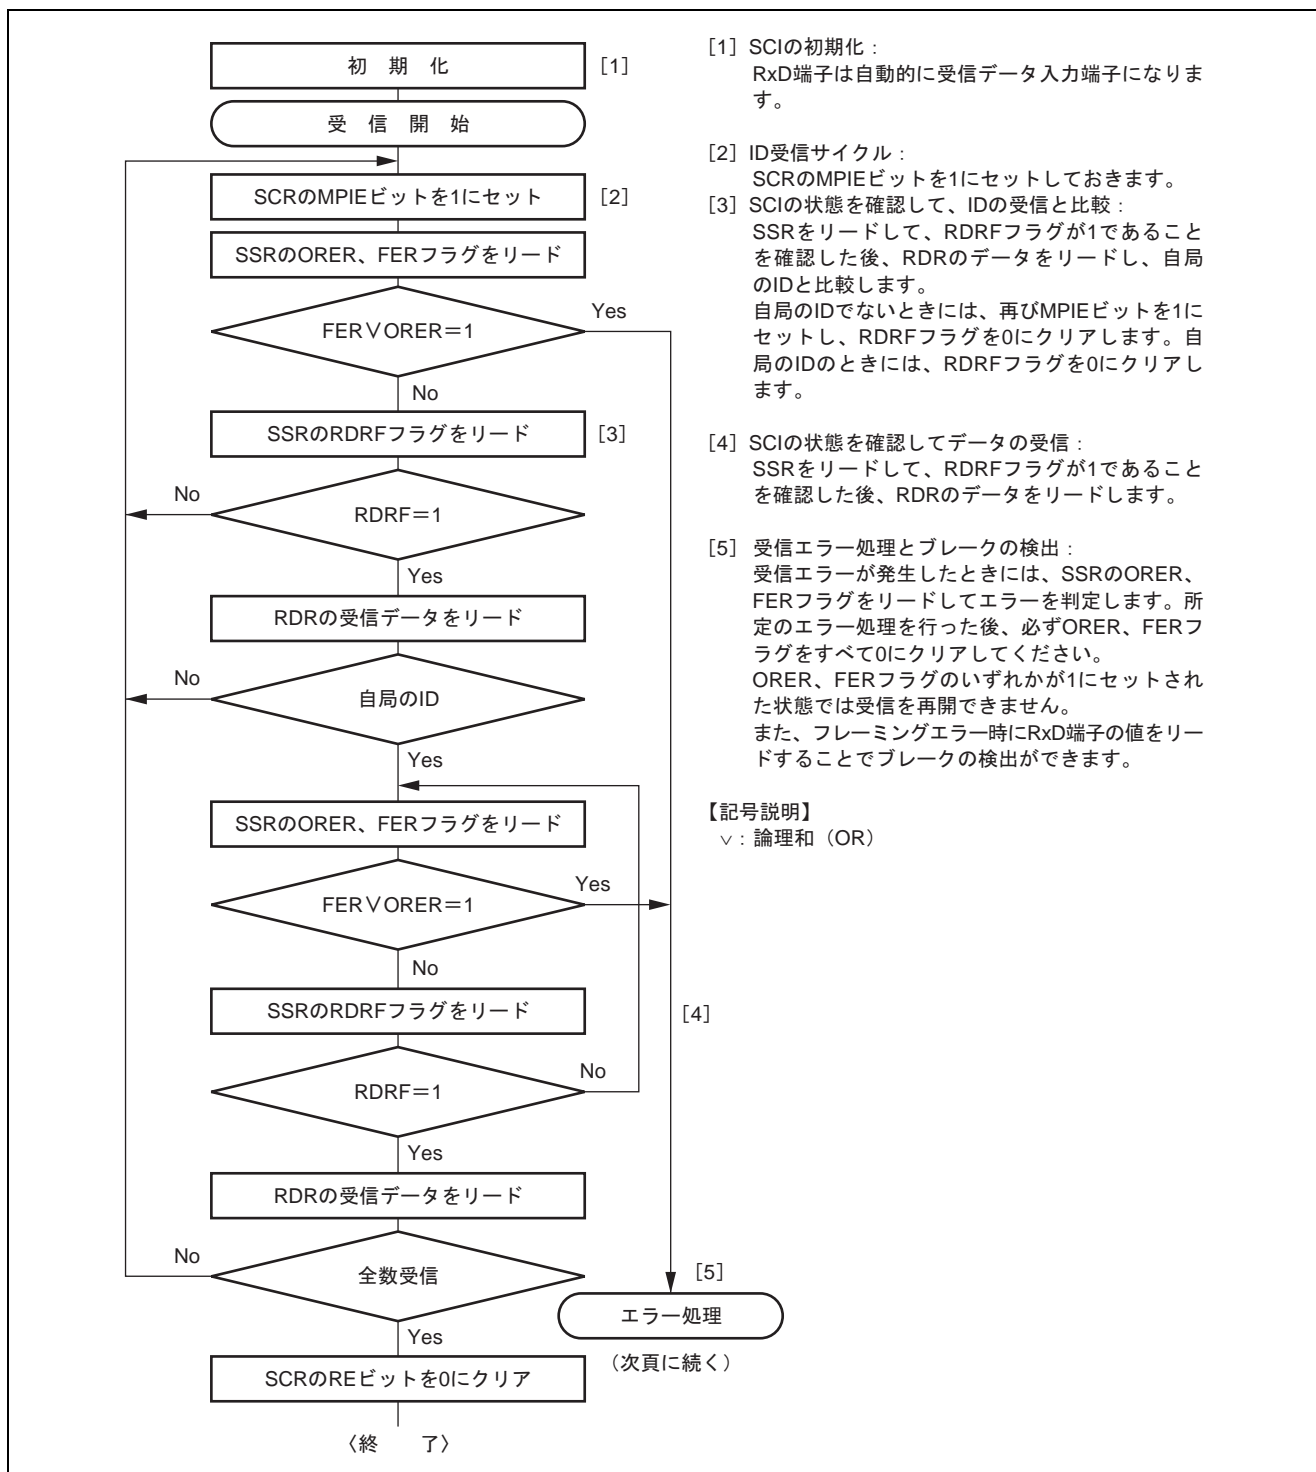 初 期 化 [1]
受 信 開 始
SCRのMPIEビットを1にセット [2]
SSRのORER、FERフラグをリード
FER∨ORER＝1
Yes
No
SSRのRDRFフラグをリード [3]
No
RDRF＝1
Yes
RDRの受信データをリード
No
自局のID
Yes
SSRのORER、FERフラグをリード
Yes
FER∨ORER＝1
No
SSRのRDRFフラグをリード
[4]
No
RDRF＝1
Yes
RDRの受信データをリード
No
全数受信
[5]
エラー処理
Yes
（次頁に続く）
SCRのREビットを0にクリア
〈終 了〉
[1] SCIの初期化：
RxD端子は自動的に受信データ入力端子になりま
す。
[2] ID受信サイクル：
SCRのMPIEビットを1にセットしておきます。
[3] SCIの状態を確認して、IDの受信と比較：
SSRをリードして、RDRFフラグが1であること
を確認した後、RDRのデータをリードし、自局
のIDと比較します。
自局のIDでないときには、再びMPIEビットを1に
セットし、RDRFフラグを0にクリアします。自
局のIDのときには、RDRFフラグを0にクリアし
ます。
[4] SCIの状態を確認してデータの受信：
SSRをリードして、RDRFフラグが1であること
を確認した後、RDRのデータをリードします。
[5] 受信エラー処理とブレークの検出：
受信エラーが発生したときには、SSRのORER、
FERフラグをリードしてエラーを判定します。所
定のエラー処理を行った後、必ずORER、FERフ
ラグをすべて0にクリアしてください。
ORER、FERフラグのいずれかが1にセットされ
た状態では受信を再開できません。
また、フレーミングエラー時にRxD端子の値をリー
ドすることでブレークの検出ができます。
【記号説明】
∨：論理和（OR）